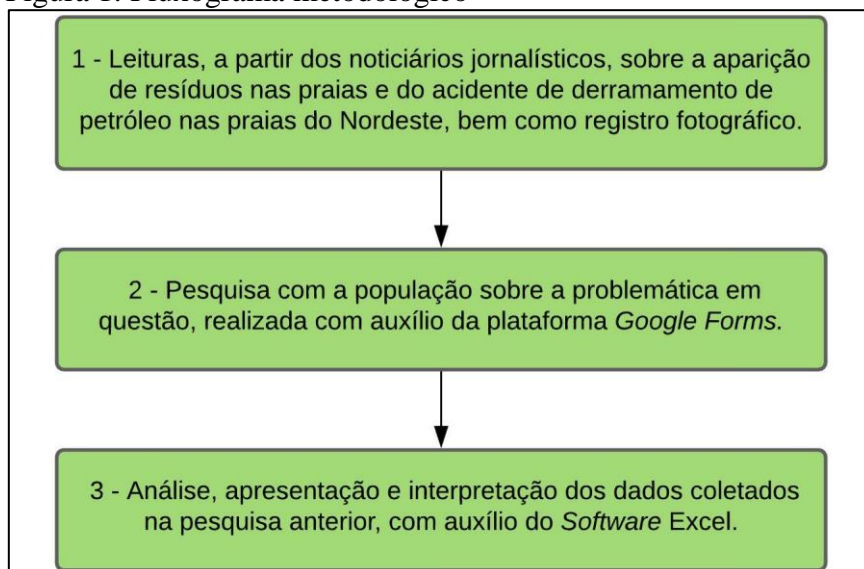 Figura 1: Fluxograma metodológico
1 - Leituras, a partir dos noticiários jornalísticos, sobre a aparição
de resíduos nas praias e do acidente de derramamento de
petróleo nas praias do Nordeste, bem como registro fotográfico.
2 - Pesquisa com a população sobre a problemática em
questão, realizada com auxílio da plataforma Google Forms.
3 - Análise, apresentação e interpretação dos dados coletados
na pesquisa anterior, com auxílio do Software Excel.